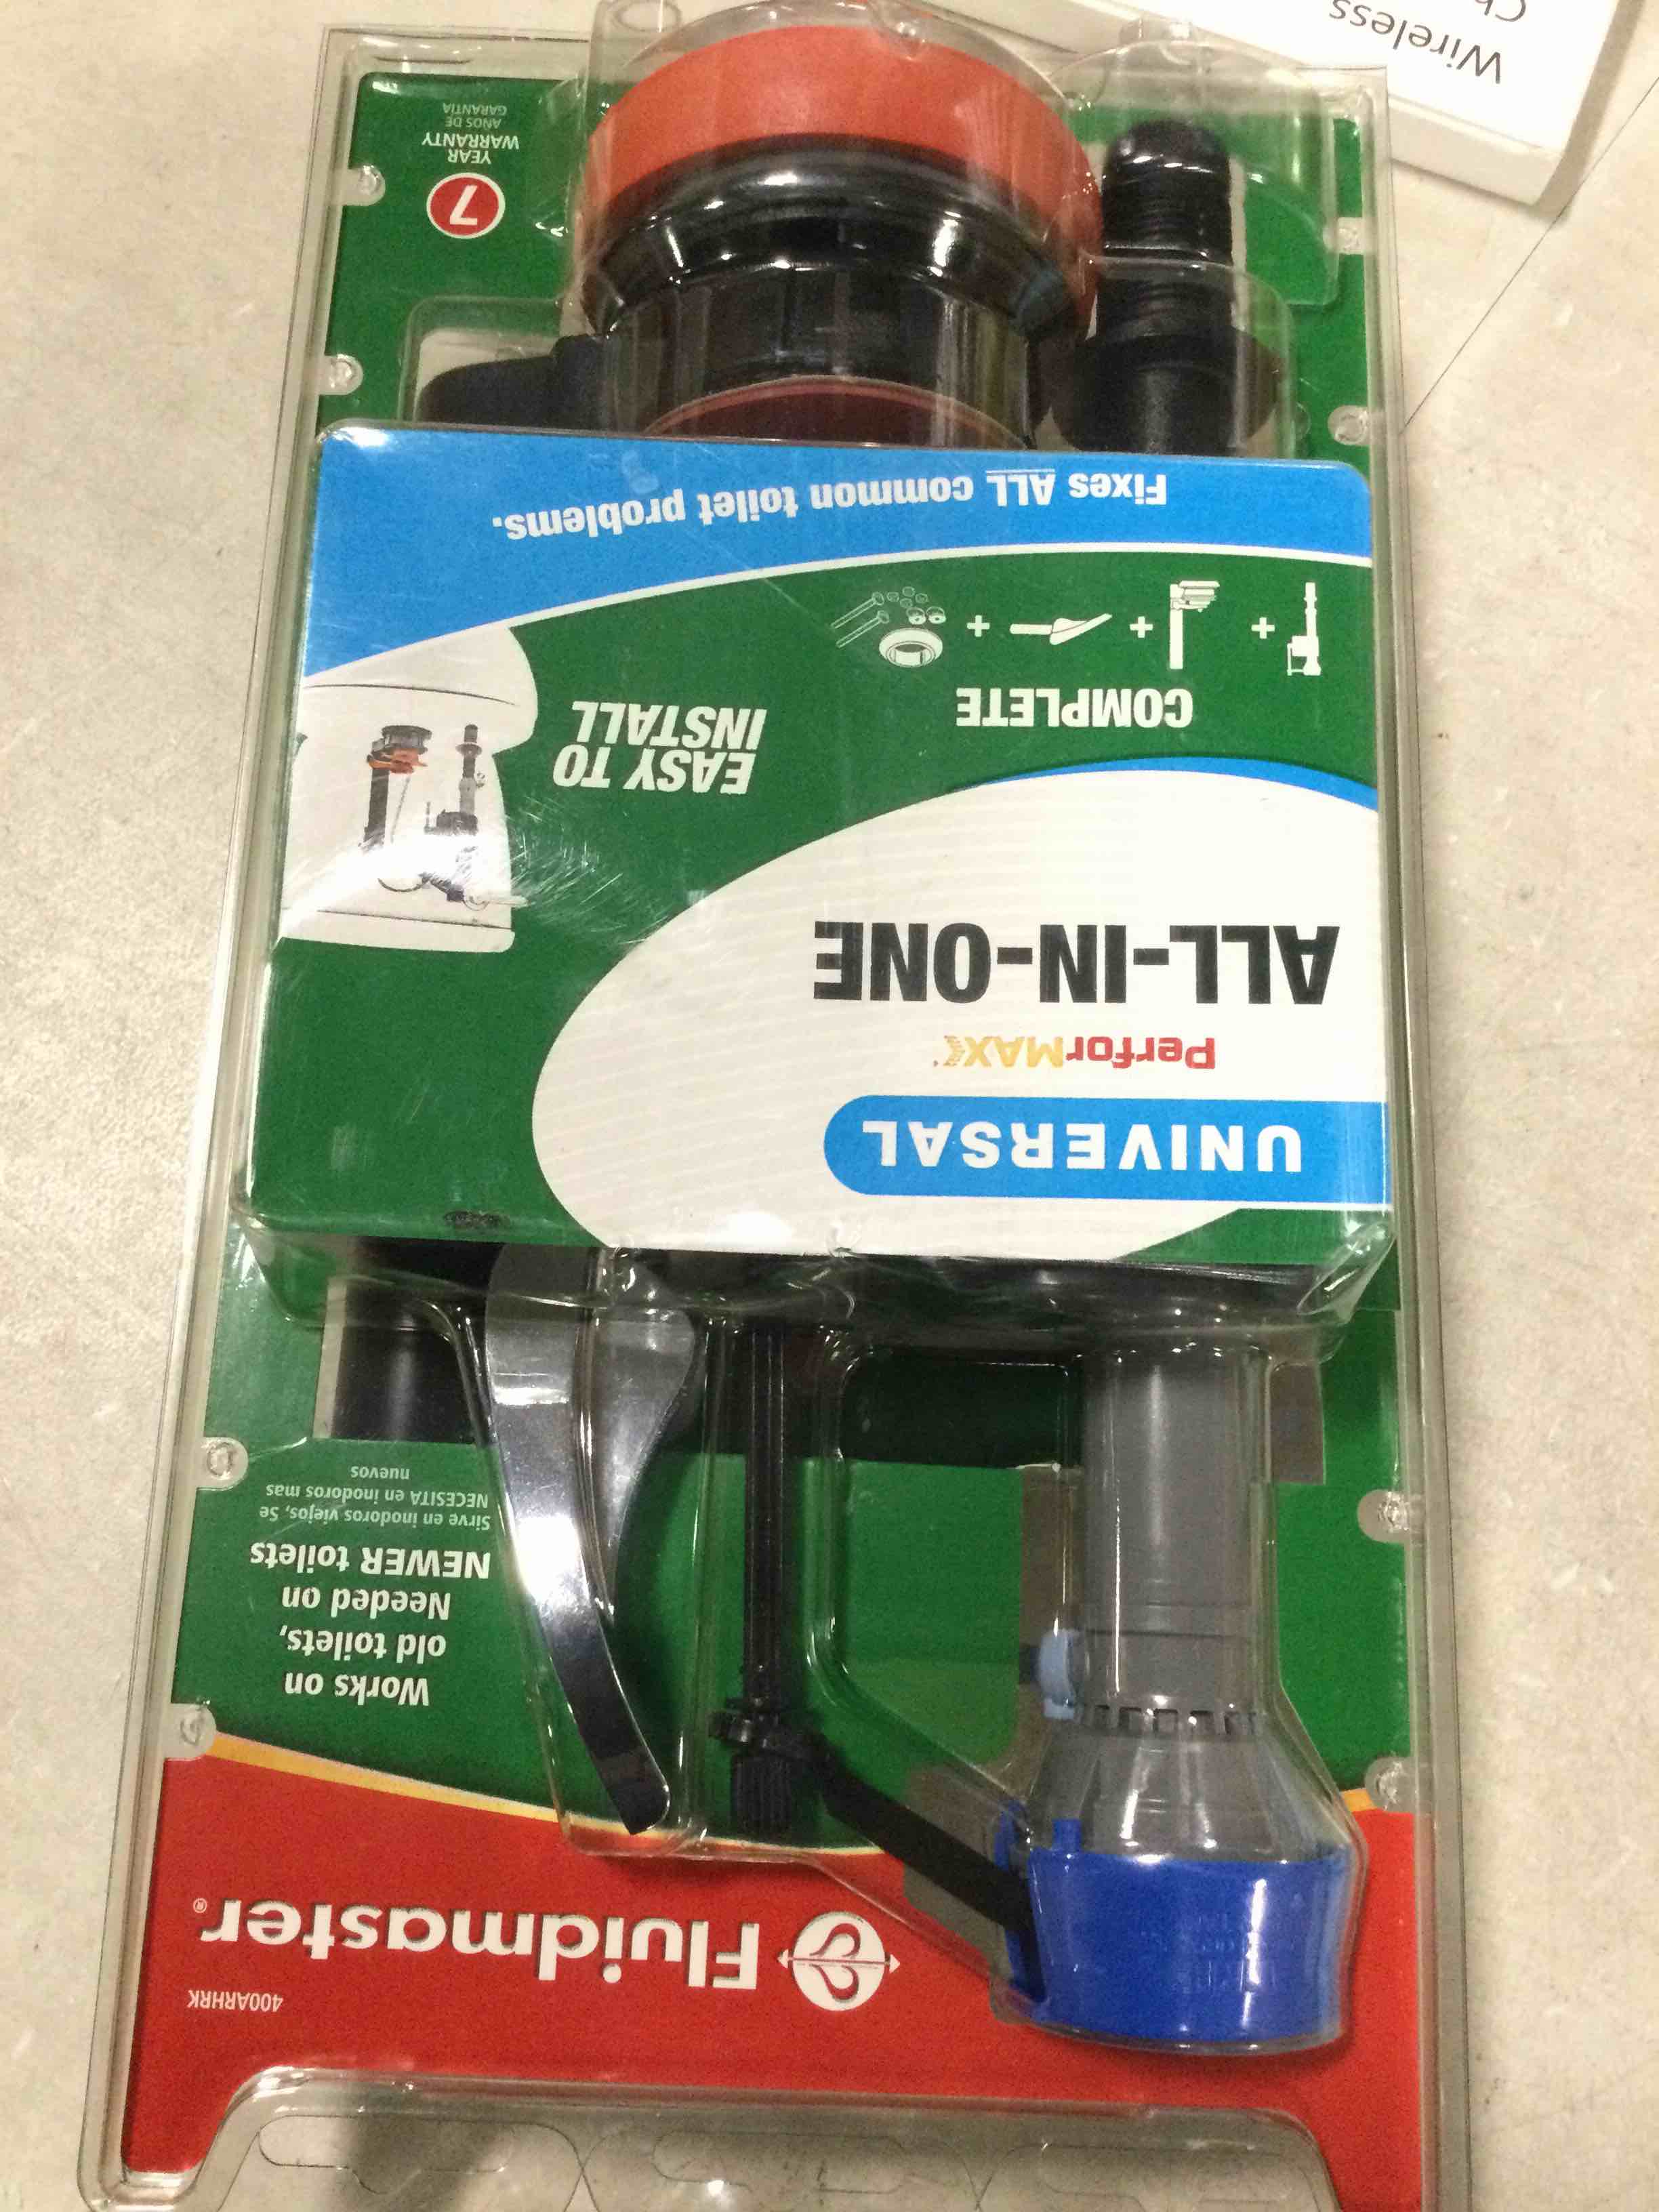 400ARHRK
Fluidmaster®
Works on
old toilets,
Needed on
NEWER toilets
Sirve en inodoros viejos, Se
NECESITA en inodoros mas
nuevos
UNIVERSAL
PerforMAX
ALL-IN-ONE
EASY TO
INSTALL
COMPLETE
+ + +
Fixes ALL common toilet problems.
7
YEAR
WARRANTY
AÑOS DE
GARANTÍA
Wireless